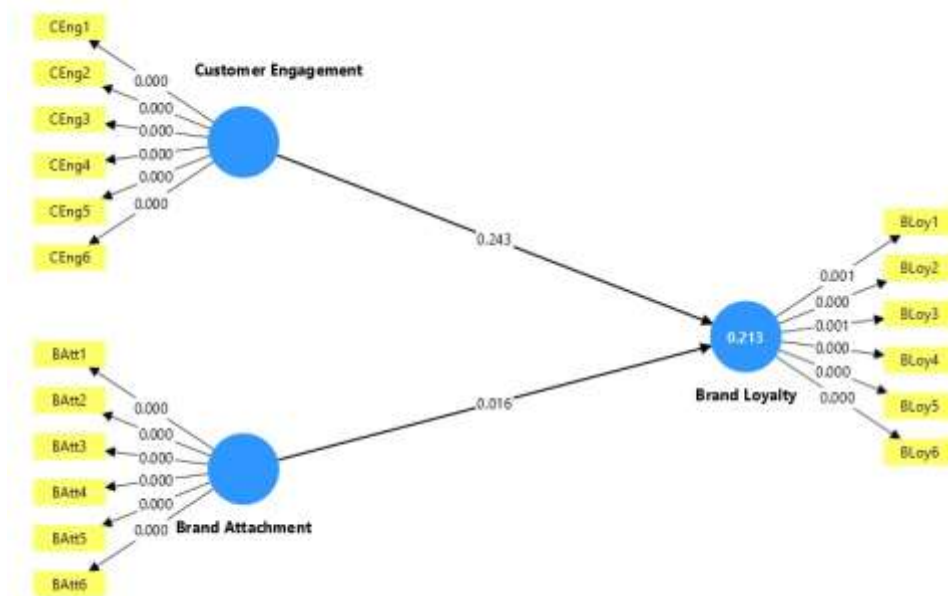 CEng1
CEng2
CEng3
CEng4
CEng5
CEng6
0.000
0.000
0.000
0.000
0.000
0.000
Customer Engagement
0.243
BAtt1
BAtt2
BAtt3
BAtt4
BAtt5
BAtt6
0.000
0.000
0.000
0.000
0.000
0.000
Brand Attachment
0.016
0.213
Brand Loyalty
0.001
0.000
0.001
0.000
0.000
0.000
BLoy1
BLoy2
BLoy3
BLoy4
BLoy5
BLoy6